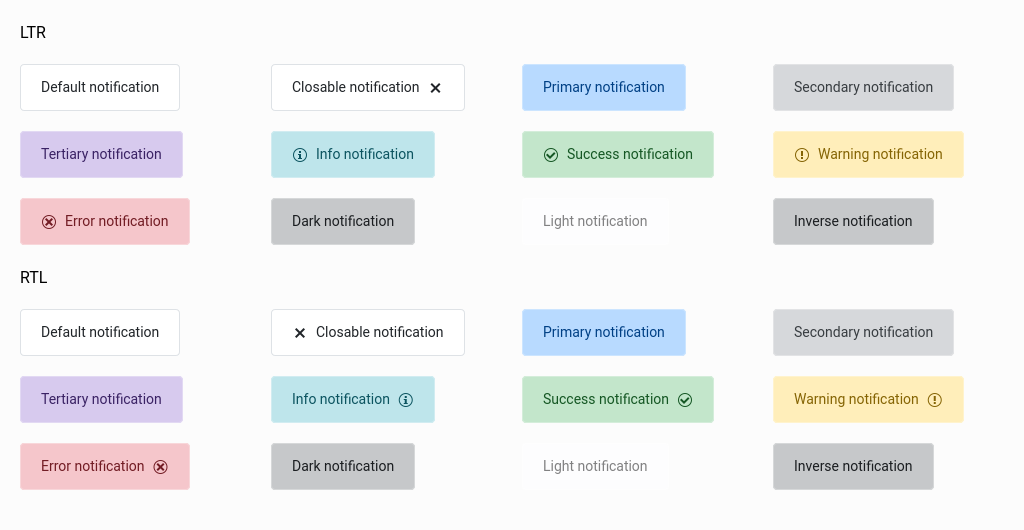 LTR
Default notification
Closable notification
Primary notification
Secondary notification
Tertiary notification
Info notification
Success notification
Warning notification
Error notification
Dark notification
Light notification
Inverse notification
RTL
Default notification
Closable notification
Primary notification
Secondary notification
Tertiary notification
Info notification
Success notification
Warning notification
Error notification
Dark notification
Light notification
Inverse notification